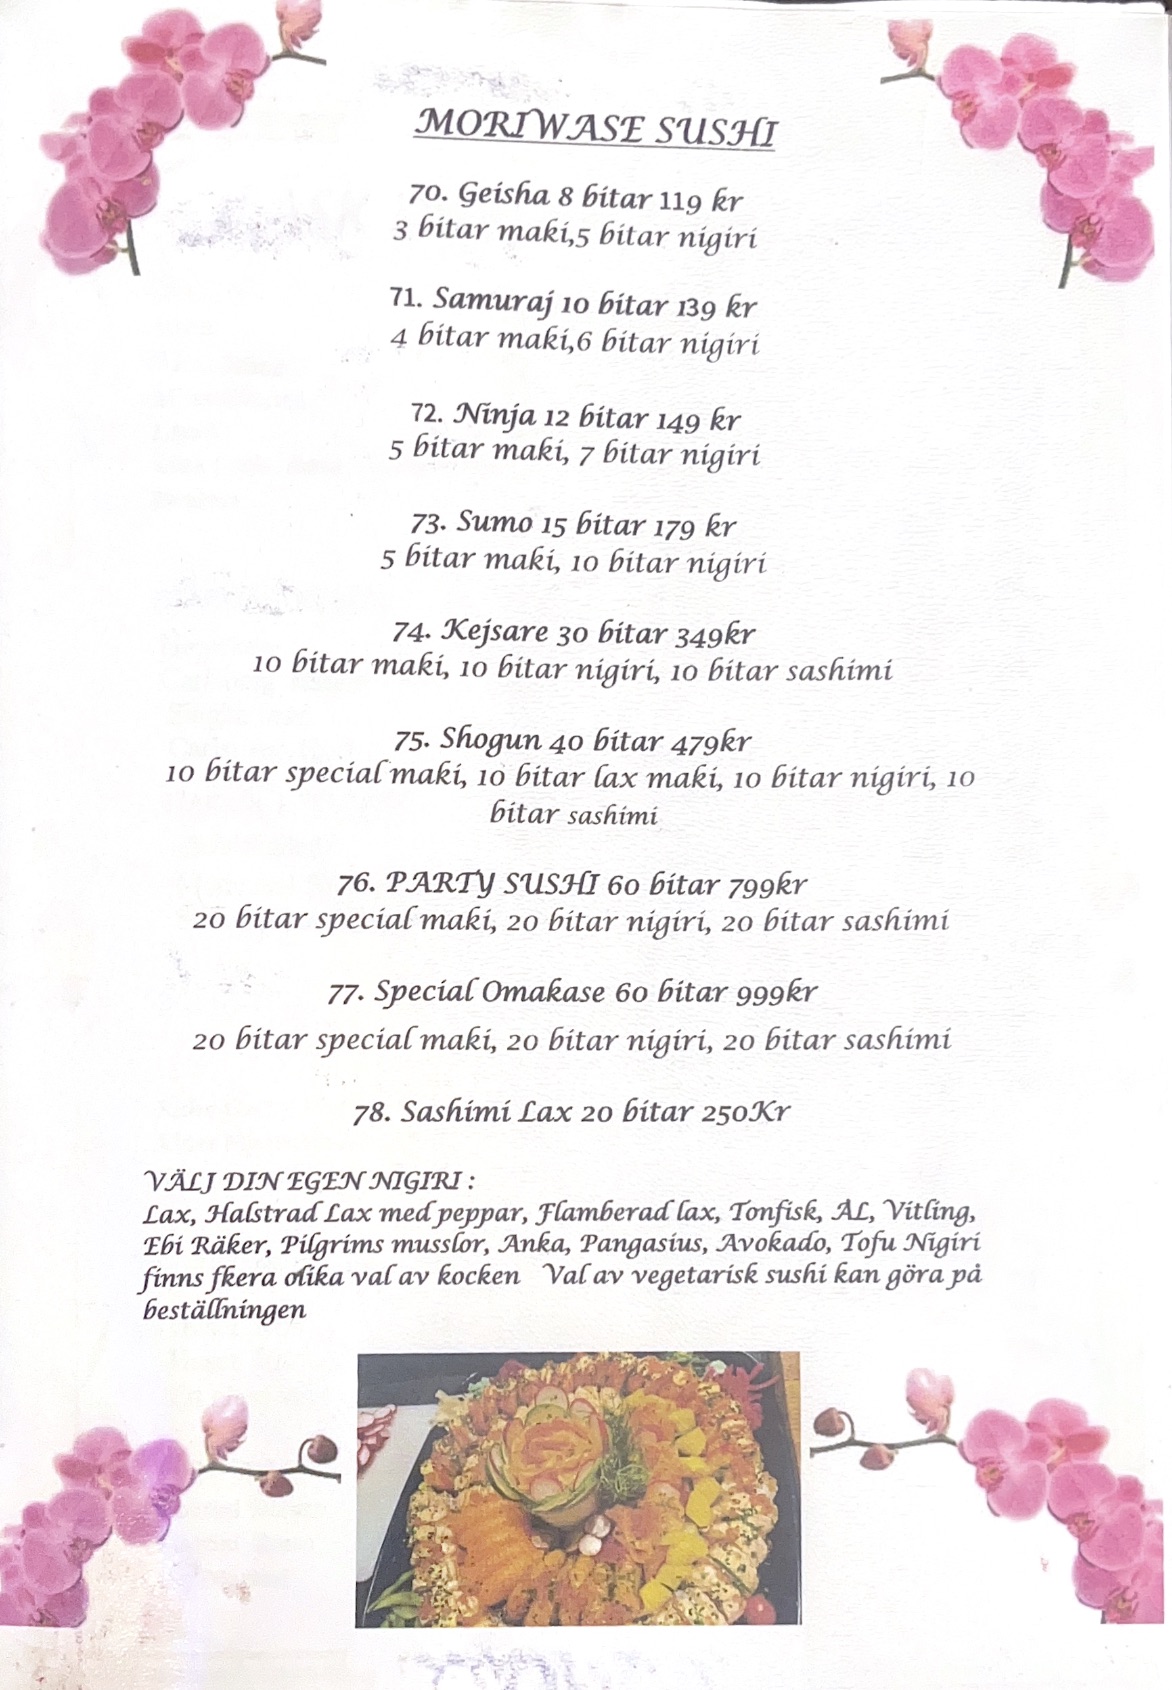 MORIWASE SUSHI
70. Geisha 8 bitar 119 kr
3 bitar maki,5 bitar nigiri
71. Samuraj 10 bitar 139 kr
4 bitar maki,6 bitar nigiri
72. Ninja 12 bitar 149 kr
5 bitar maki, 7 bitar nigiri
73. Sumo 15 bitar 179 kr
5 bitar maki, 10 bitar nigiri
74. Kejsare 30 bitar 349kr
10 bitar maki, 10 bitar nigiri, 10 bitar sashimi
75. Shogun 40 bitar 479kr
10 bitar special maki, 10 bitar lax maki, 10 bitar nigiri, 10
bitar sashimi
76. PARTY SUSHI 60 bitar 799kr
20 bitar special maki, 20 bitar nigiri, 20 bitar sashimi
77. Special Omakase 60 bitar 999kr
20 bitar special maki, 20 bitar nigiri, 20 bitar sashimi
78. Sashimi Lax 20 bitar 250Kr
VÄLJ DIN EGEN NIGIRI :
Lax, Halstrad Lax med peppar, Flamberad lax, Tonfisk, ÅL, Vitling,
Ebi Räker, Pilgrims musslor, Anka, Pangasius, Avokado, Tofu Nigiri
finns fkera olika val av kocken Val av vegetarisk sushi kan göra på
beställningen